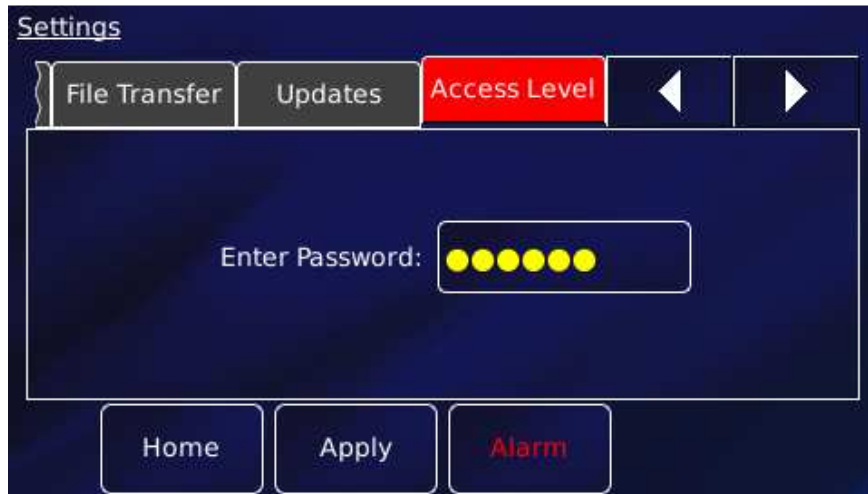 Settings
File Transfer Updates Access Level
Enter Password:
Home Apply Alarm